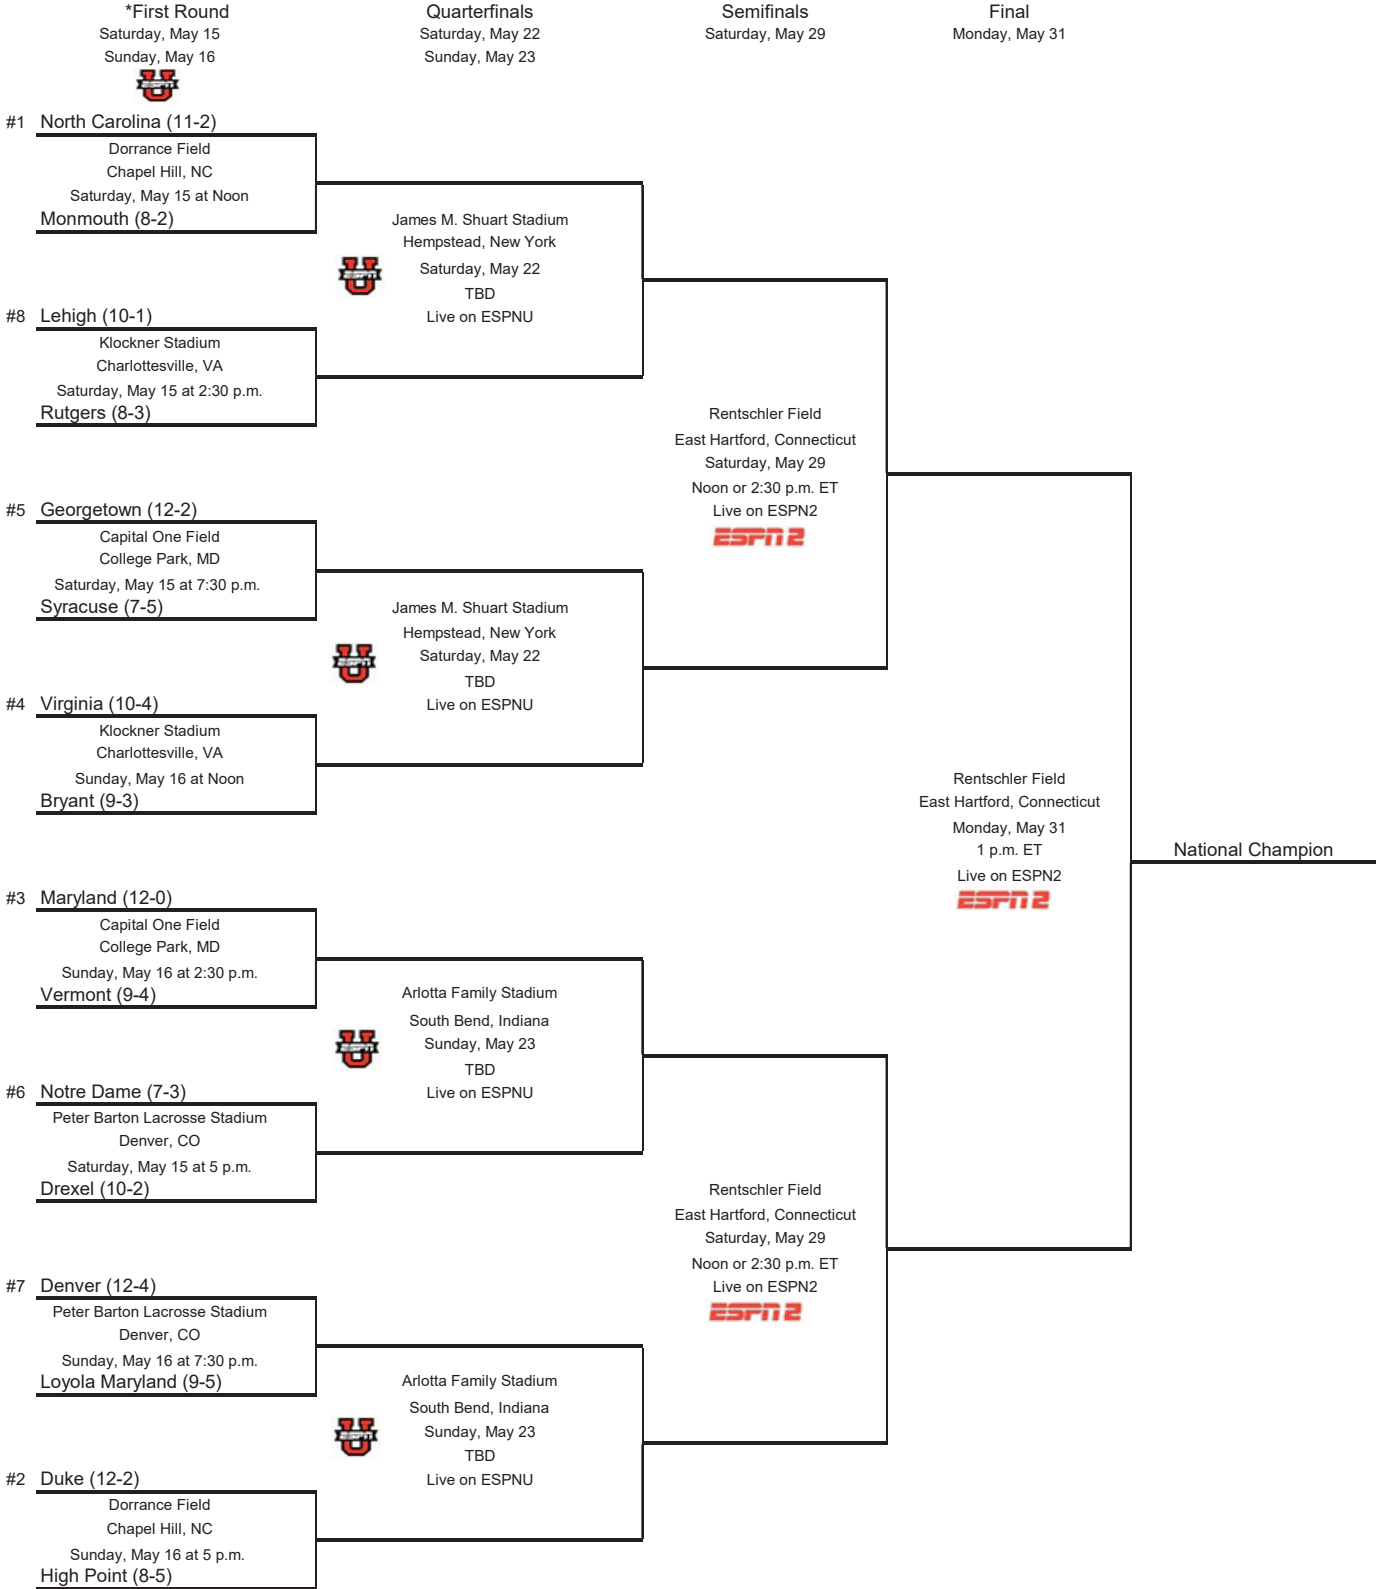 *First Round
Saturday, May 15
Sunday, May 16
Quarterfinals
Saturday, May 22
Sunday, May 23
Semifinals
Saturday, May 29
Final
Monday, May 31
U
ESPN
#1 North Carolina (11-2)
Dorrance Field
Chapel Hill, NC
Saturday, May 15 at Noon
Monmouth (8-2)
#8 Lehigh (10-1)
Klockner Stadium
Charlottesville, VA
Saturday, May 15 at 2:30 p.m.
Rutgers (8-3)
#5 Georgetown (12-2)
Capital One Field
College Park, MD
Saturday, May 15 at 7:30 p.m.
Syracuse (7-5)
#4 Virginia (10-4)
Klockner Stadium
Charlottesville, VA
Sunday, May 16 at Noon
Bryant (9-3)
#3 Maryland (12-0)
Capital One Field
College Park, MD
Sunday, May 16 at 2:30 p.m.
Vermont (9-4)
#6 Notre Dame (7-3)
Peter Barton Lacrosse Stadium
Denver, CO
Saturday, May 15 at 5 p.m.
Drexel (10-2)
#7 Denver (12-4)
Peter Barton Lacrosse Stadium
Denver, CO
Sunday, May 16 at 7:30 p.m.
Loyola Maryland (9-5)
#2 Duke (12-2)
Dorrance Field
Chapel Hill, NC
Sunday, May 16 at 5 p.m.
High Point (8-5)
James M. Shuart Stadium
Hempstead, New York
Saturday, May 22
TBD
Live on ESPNU
U
ESPN
James M. Shuart Stadium
Hempstead, New York
Saturday, May 22
TBD
Live on ESPNU
U
ESPN
Arlotta Family Stadium
South Bend, Indiana
Sunday, May 23
TBD
Live on ESPNU
U
ESPN
Arlotta Family Stadium
South Bend, Indiana
Sunday, May 23
TBD
Live on ESPNU
U
ESPN
Rentschler Field
East Hartford, Connecticut
Saturday, May 29
Noon or 2:30 p.m. ET
Live on ESPN2
ESPN 2
Rentschler Field
East Hartford, Connecticut
Saturday, May 29
Noon or 2:30 p.m. ET
Live on ESPN2
ESPN 2
Rentschler Field
East Hartford, Connecticut
Monday, May 31
1 p.m. ET
Live on ESPN2
ESPN 2
National Champion